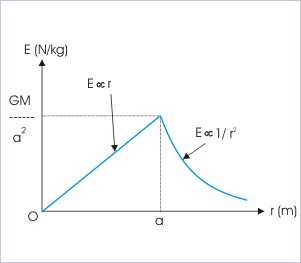 E (N/kg)
GM
a²
E ∝ r
E ∝ 1/ r²
O
a
r (m)